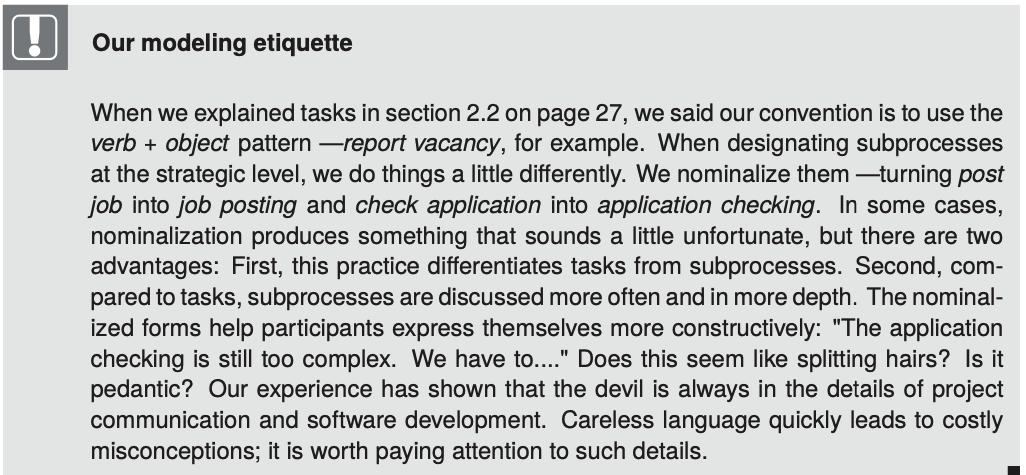 Our modeling etiquette
When we explained tasks in section 2.2 on page 27, we said our convention is to use the
verb + object pattern —report vacancy, for example. When designating subprocesses
at the strategic level, we do things a little differently. We nominalize them —turning post
job into job posting and check application into application checking. In some cases,
nominalization produces something that sounds a little unfortunate, but there are two
advantages: First, this practice differentiates tasks from subprocesses. Second, com-
pared to tasks, subprocesses are discussed more often and in more depth. The nominal-
ized forms help participants express themselves more constructively: "The application
checking is still too complex. We have to...." Does this seem like splitting hairs? Is it
pedantic? Our experience has shown that the devil is always in the details of project
communication and software development. Careless language quickly leads to costly
misconceptions; it is worth paying attention to such details.